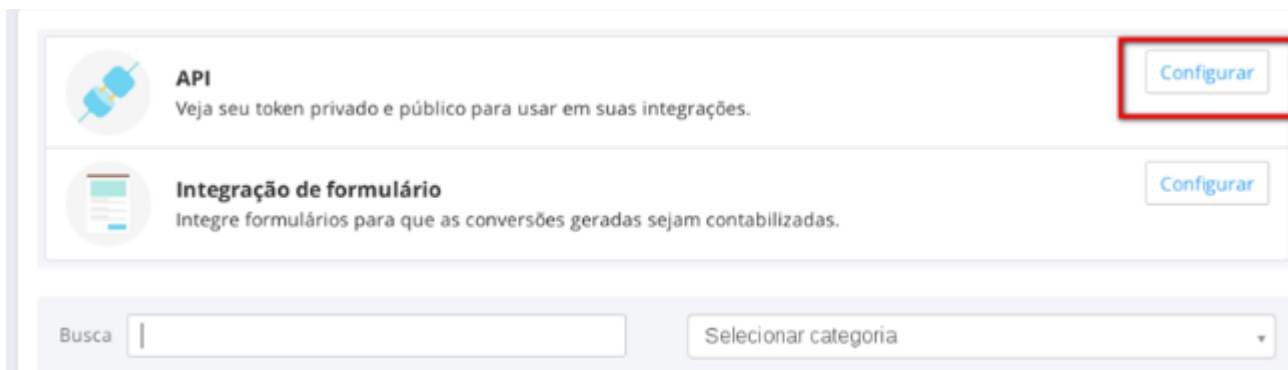 API
Configurar
Veja seu token privado e público para usar em suas integrações.
Integração de formulário
Configurar
Integre formulários para que as conversões geradas sejam contabilizadas.
Busca
Selecionar categoria